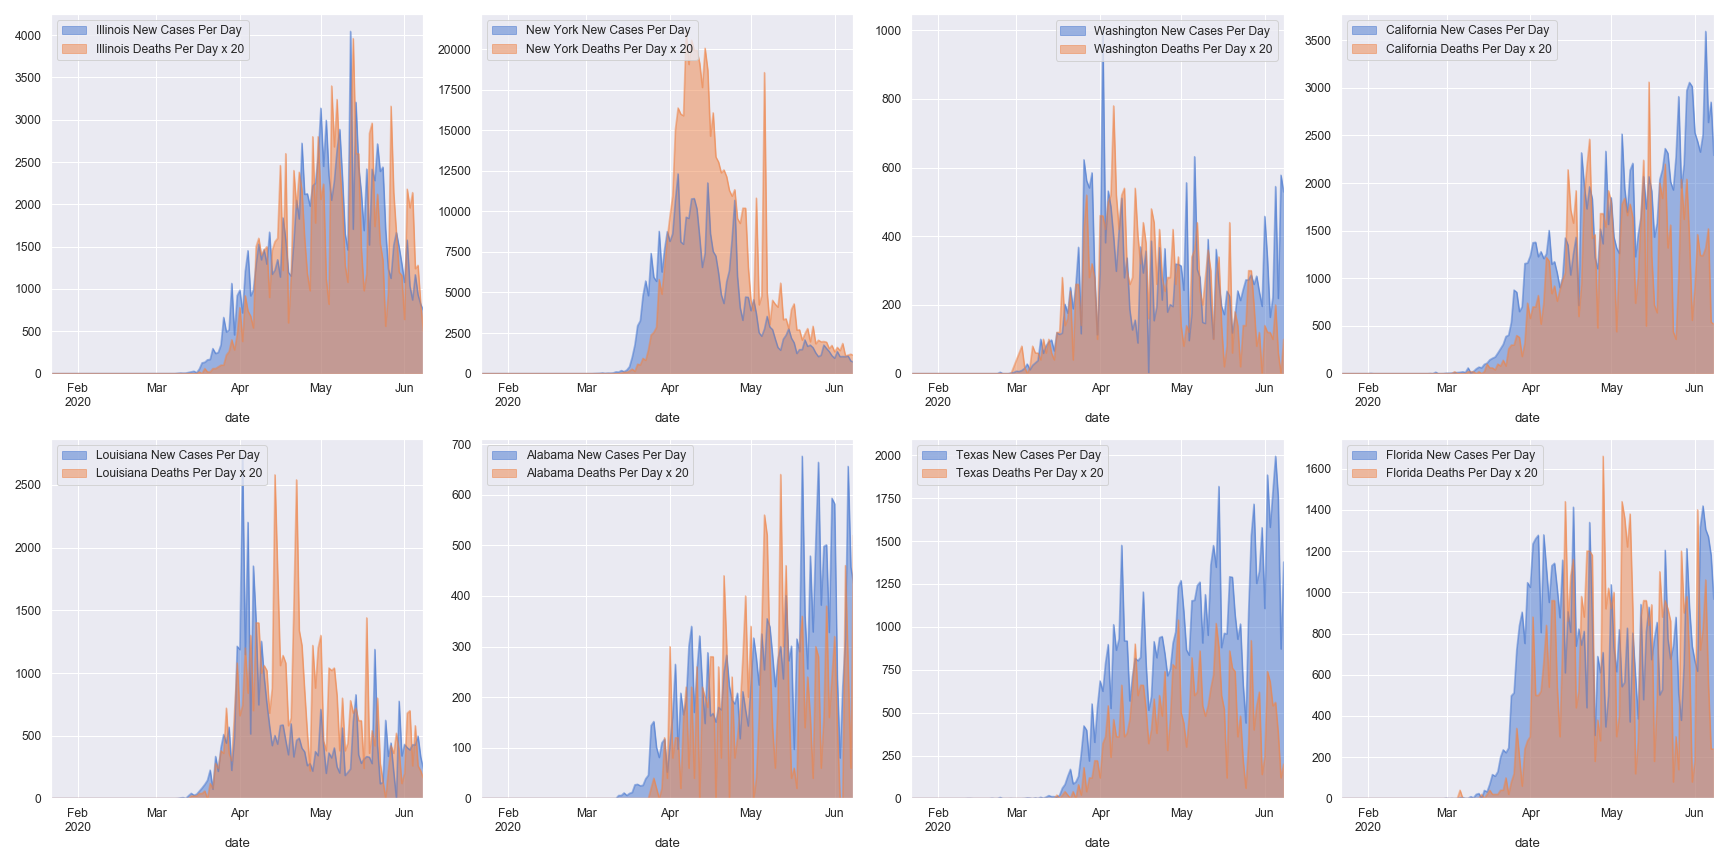 Illinois New Cases Per Day
Illinois Deaths Per Day x 20
4000
3500
3000
2500
2000
1500
1000
500
0
Feb
2020
Mar
Apr
May
Jun
date
New York New Cases Per Day
New York Deaths Per Day x 20
20000
17500
15000
12500
10000
7500
5000
2500
0
Feb
2020
Mar
Apr
May
Jun
date
Washington New Cases Per Day
Washington Deaths Per Day x 20
1000
800
600
400
200
0
Feb
2020
Mar
Apr
May
Jun
date
California New Cases Per Day
California Deaths Per Day x 20
3500
3000
2500
2000
1500
1000
500
0
Feb
2020
Mar
Apr
May
Jun
date
Louisiana New Cases Per Day
Louisiana Deaths Per Day x 20
2500
2000
1500
1000
500
0
Feb
2020
Mar
Apr
May
Jun
date
Alabama New Cases Per Day
Alabama Deaths Per Day x 20
700
600
500
400
300
200
100
0
Feb
2020
Mar
Apr
May
Jun
date
Texas New Cases Per Day
Texas Deaths Per Day x 20
2000
1750
1500
1250
1000
750
500
250
0
Feb
2020
Mar
Apr
May
Jun
date
Florida New Cases Per Day
Florida Deaths Per Day x 20
1600
1400
1200
1000
800
600
400
200
0
Feb
2020
Mar
Apr
May
Jun
date